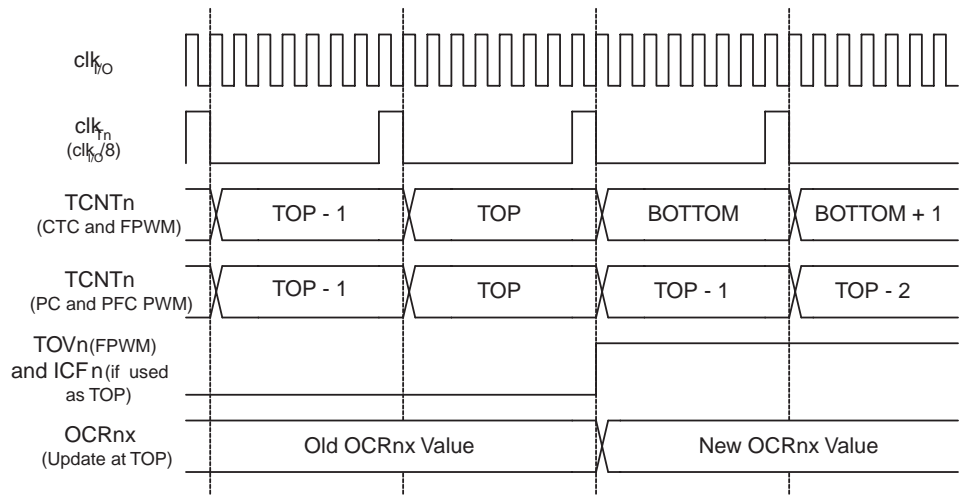 clkI/O
clkTn
(clkI/O/8)
TCNTn
(CTC and FPWM)
TOP - 1
TOP
BOTTOM
BOTTOM + 1
TCNTn
(PC and PFC PWM)
TOP - 1
TOP
TOP - 1
TOP - 2
TOVn(FPWM)
and ICFn(if used
as TOP)
OCRnx
(Update at TOP)
Old OCRnx Value
New OCRnx Value